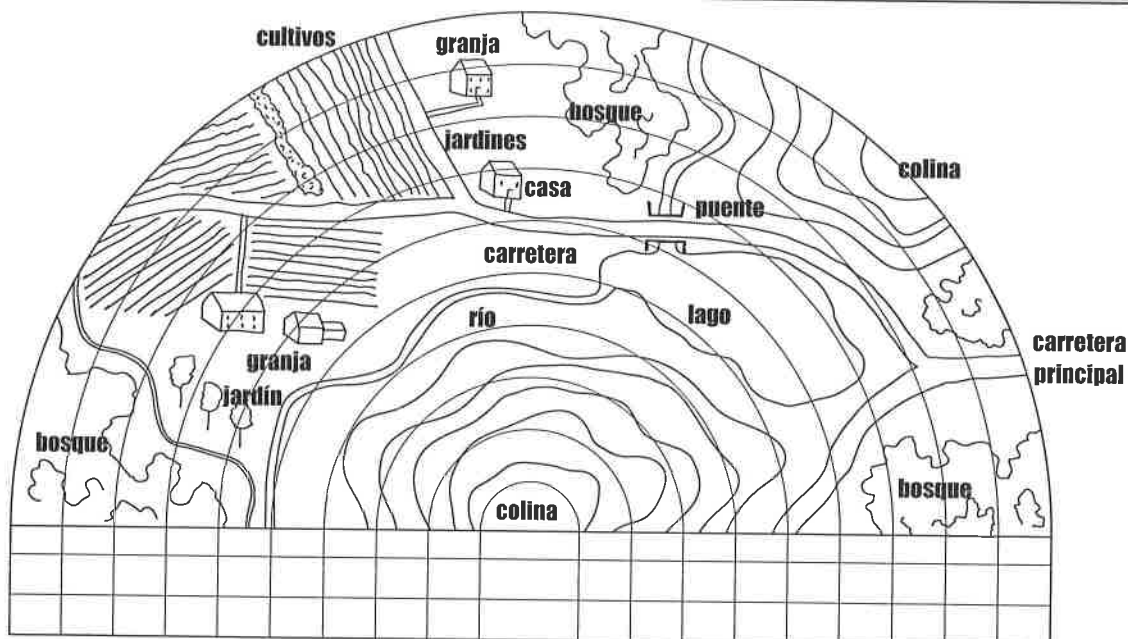 cultivos
granja
bosque
jardines
colina
casa
puente
carretera
río
lago
carretera
principal
granja
jardín
bosque
bosque
colina